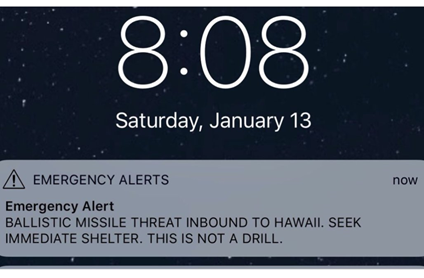 8:08
Saturday, January 13
EMERGENCY ALERTS now
Emergency Alert
BALLISTIC MISSILE THREAT INBOUND TO HAWAII. SEEK
IMMEDIATE SHELTER. THIS IS NOT A DRILL.